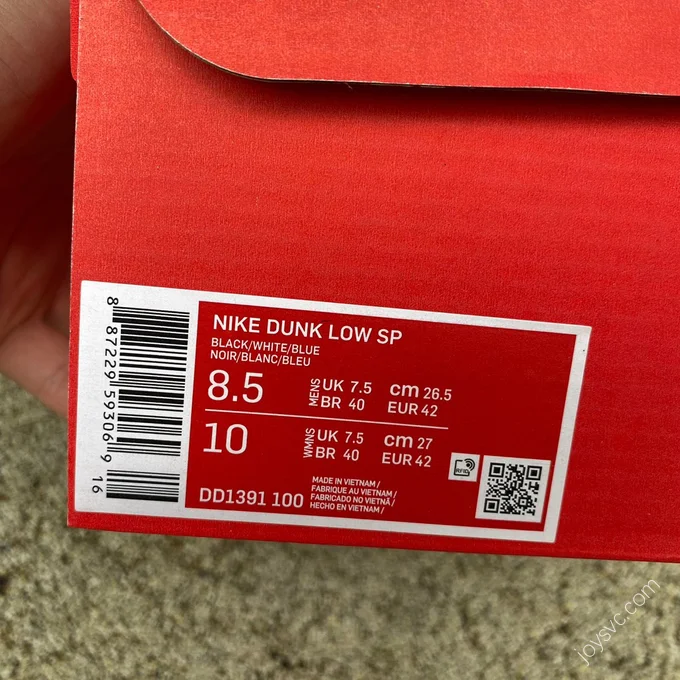 NIKE DUNK LOW SP
BLACK/WHITE/BLUE
NOIR/BLANC/BLEU
8.5 MENS UK 7.5 cm 26.5
BR 40 EUR 42
10 WMNS UK 7.5 cm 27
BR 40 EUR 42
DD1391 100
MADE IN VIETNAM /
FABRIQUE AU VIETNAM /
FABRICADO NO VIETNÃ /
HECHO EN VIETNAM /
RFID
8 87229 59306 9 16
joysvc.com